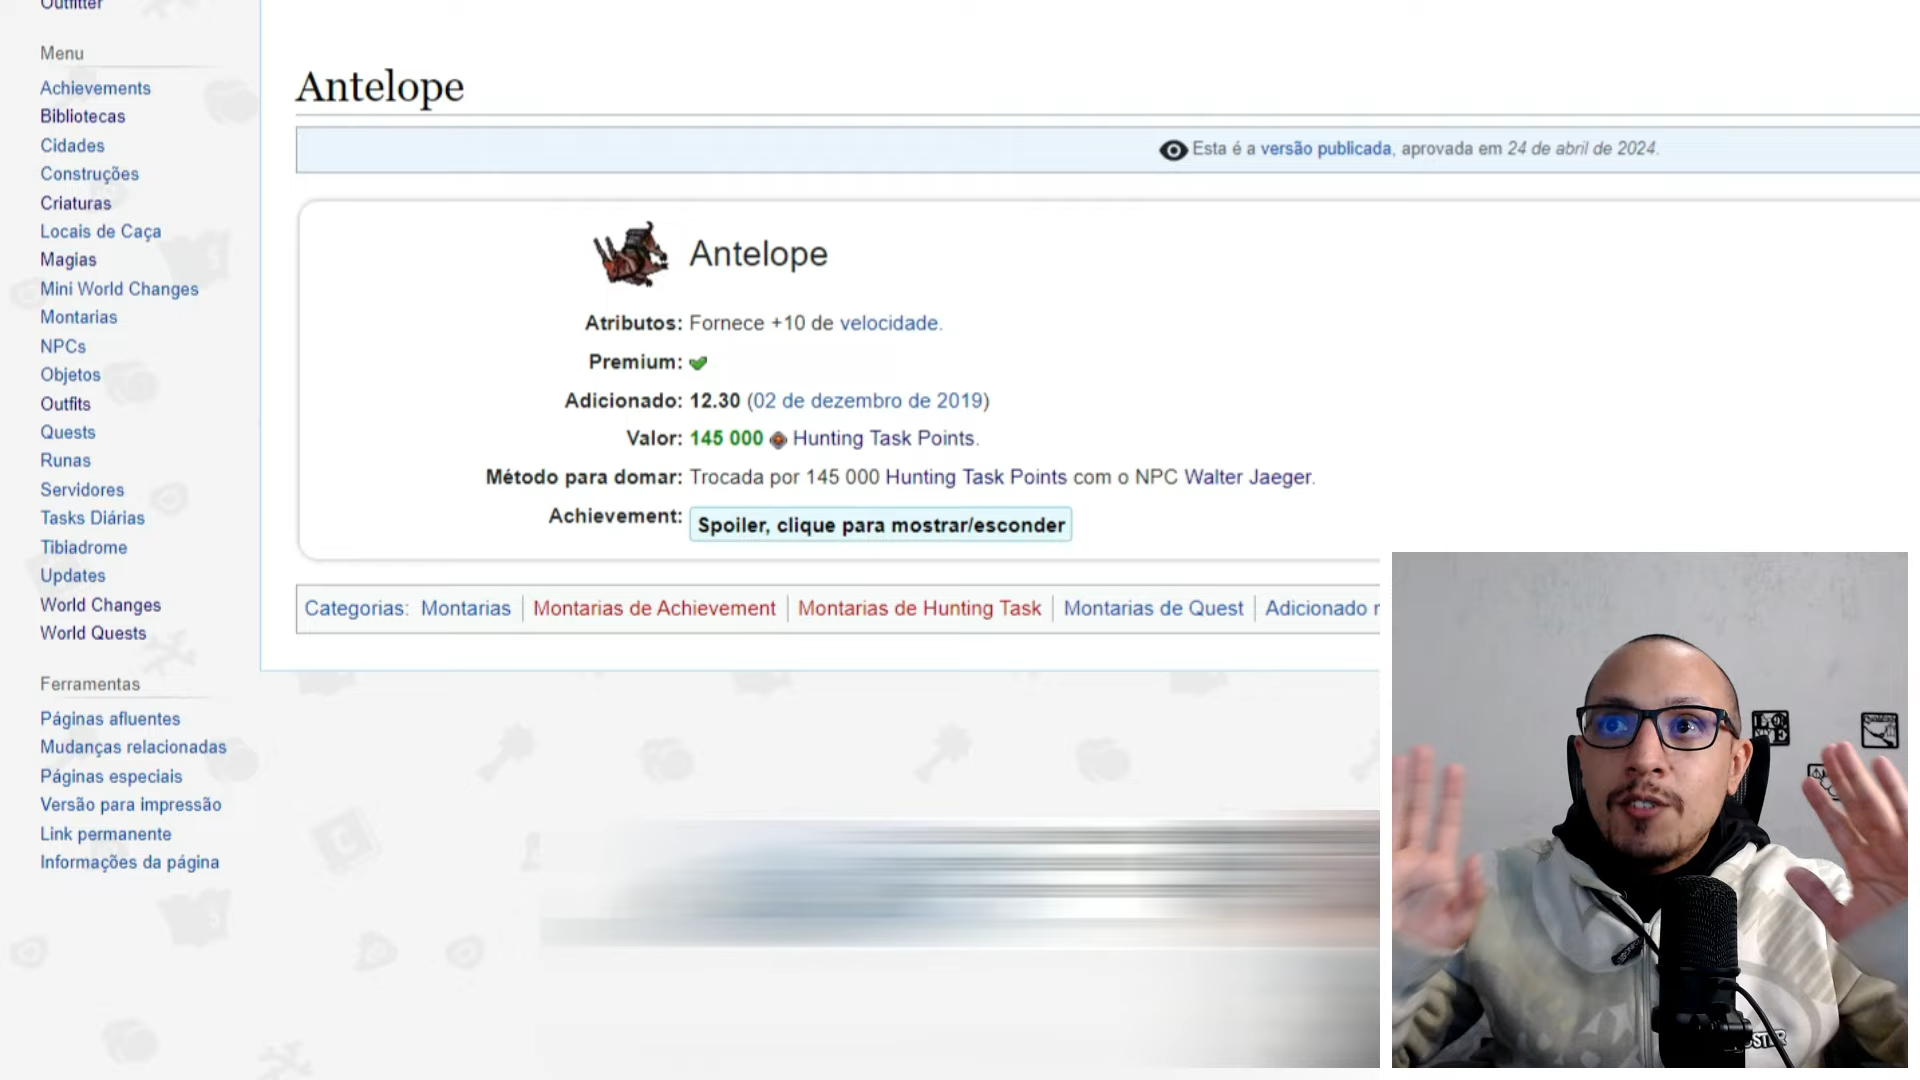 Outfitter
Menu
Achievements
Bibliotecas
Cidades
Construções
Criaturas
Locais de Caça
Magias
Mini World Changes
Montarias
NPCs
Objetos
Outfits
Quests
Runas
Servidores
Tasks Diárias
Tibiadrome
Updates
World Changes
World Quests
Ferramentas
Páginas afluentes
Mudanças relacionadas
Páginas especiais
Versão para impressão
Link permanente
Informações da página
Antelope
Esta é a versão publicada, aprovada em 24 de abril de 2024.
Antelope
Atributos: Fornece +10 de velocidade.
Premium:
Adicionado: 12.30 (02 de dezembro de 2019)
Valor: 145 000 Hunting Task Points.
Método para domar: Trocada por 145 000 Hunting Task Points com o NPC Walter Jaeger.
Achievement: Spoiler, clique para mostrar/esconder
Categorias: Montarias Montarias de Achievement Montarias de Hunting Task Montarias de Quest Adicionado